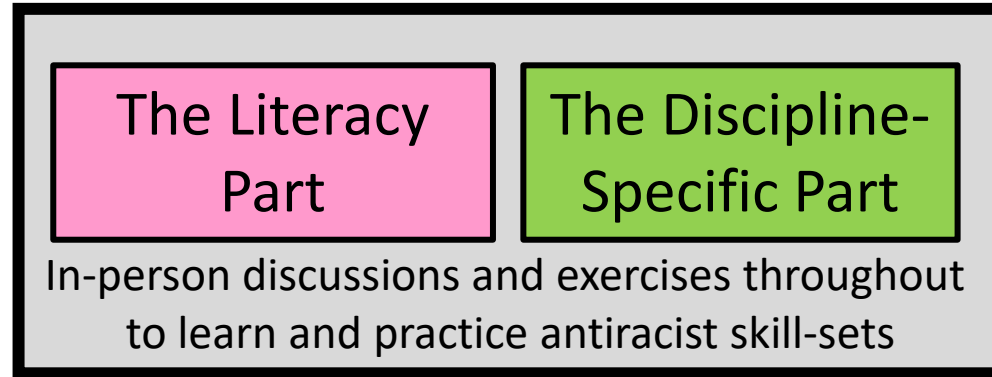 The Literacy
Part
The Discipline-
Specific Part
In-person discussions and exercises throughout
to learn and practice antiracist skill-sets